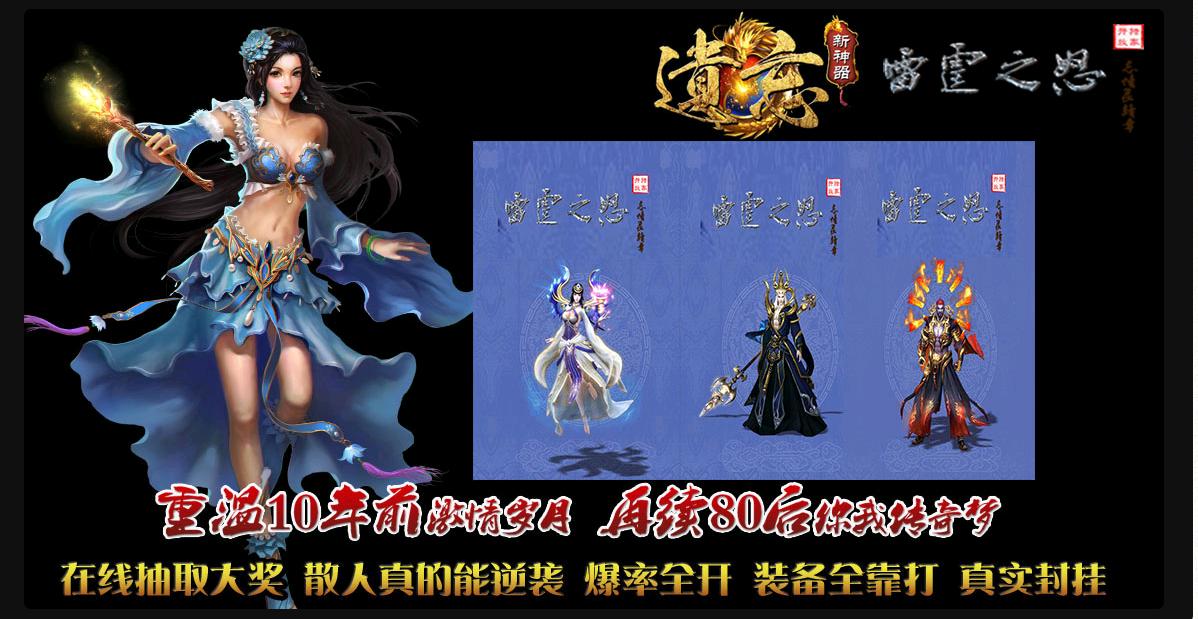 遗忘
新神器
雷霆之怒
雷霆之怒
雷霆之怒
雷霆之怒
重温10年前激情岁月 再续80后你我传奇梦
在线抽取大奖 散人真的能逆袭 爆率全开 装备全靠打 真实封挂